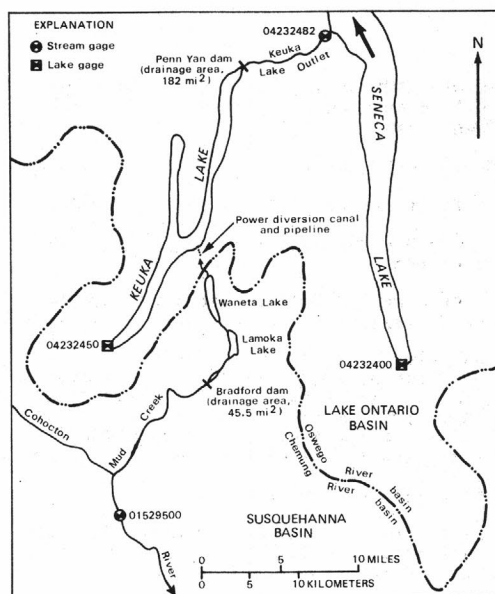 EXPLANATION
Stream gage
Lake gage
04232482
Penn Yan dam
(drainage area,
182 mi²)
Keuka
Lake Outlet
N
SENECA
LAKE
LAKE
KEUKA
Power diversion canal
and pipeline
Waneta Lake
Lamoka
Lake
04232450
04232400
Bradford dam
(drainage area,
45.5 mi²)
LAKE ONTARIO
BASIN
Cohocton
Mud Creek
Oswego
Chemung
River basin
River basin
01529500
SUSQUEHANNA
BASIN
River
0 5 10 MILES
0 5 10 KILOMETERS